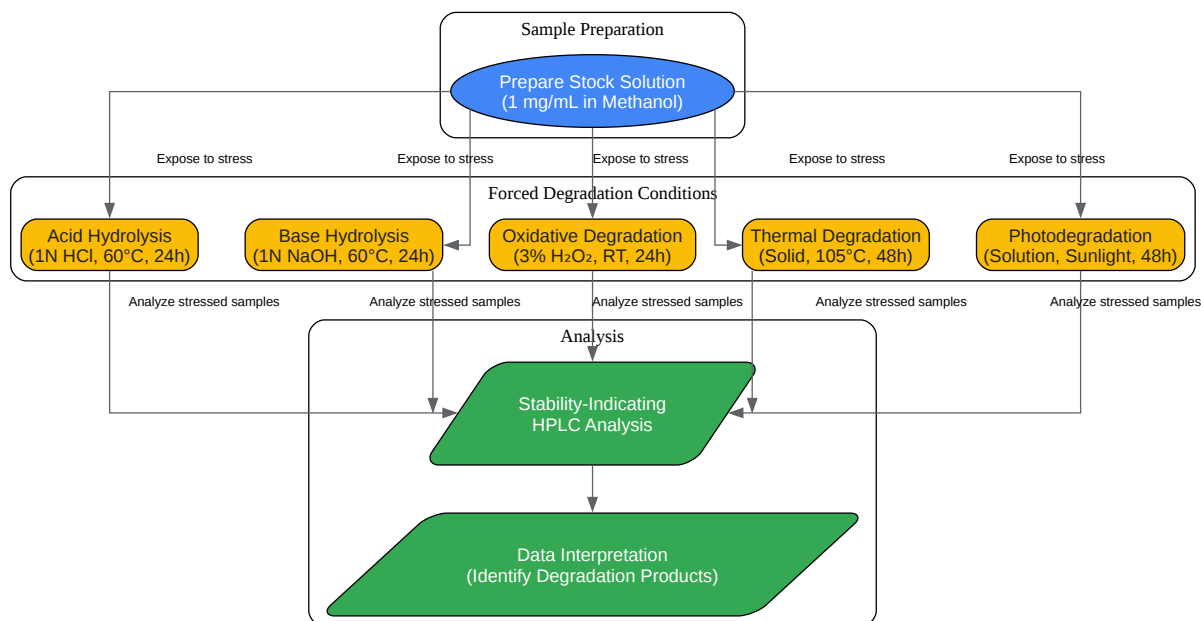 Sample Preparation
Prepare Stock Solution
(1 mg/mL in Methanol)
Expose to stress
Expose to stress
Expose to stress
Expose to stress
Expose to stress
Forced Degradation Conditions
Acid Hydrolysis
(1N HCl, 60°C, 24h)
Base Hydrolysis
(1N NaOH, 60°C, 24h)
Oxidative Degradation
(3% H₂O₂, RT, 24h)
Thermal Degradation
(Solid, 105°C, 48h)
Photodegradation
(Solution, Sunlight, 48h)
Analyze stressed samples
Analyze stressed samples
Analyze stressed samples
Analyze stressed samples
Analyze stressed samples
Analysis
Stability-Indicating
HPLC Analysis
Data Interpretation
(Identify Degradation Products)